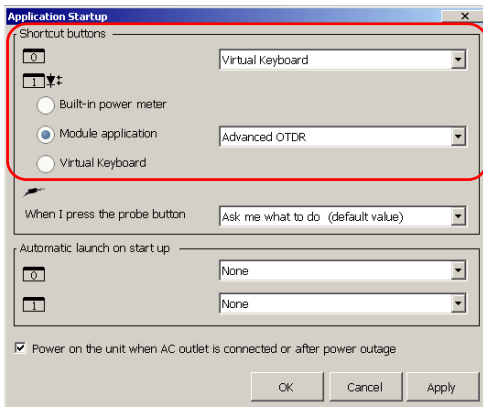 Application Startup
Shortcut buttons
0
Virtual Keyboard
1
Built-in power meter
Module application
Advanced OTDR
Virtual Keyboard
When I press the probe button
Ask me what to do (default value)
Automatic launch on start up
0
None
1
None
Power on the unit when AC outlet is connected or after power outage
OK
Cancel
Apply